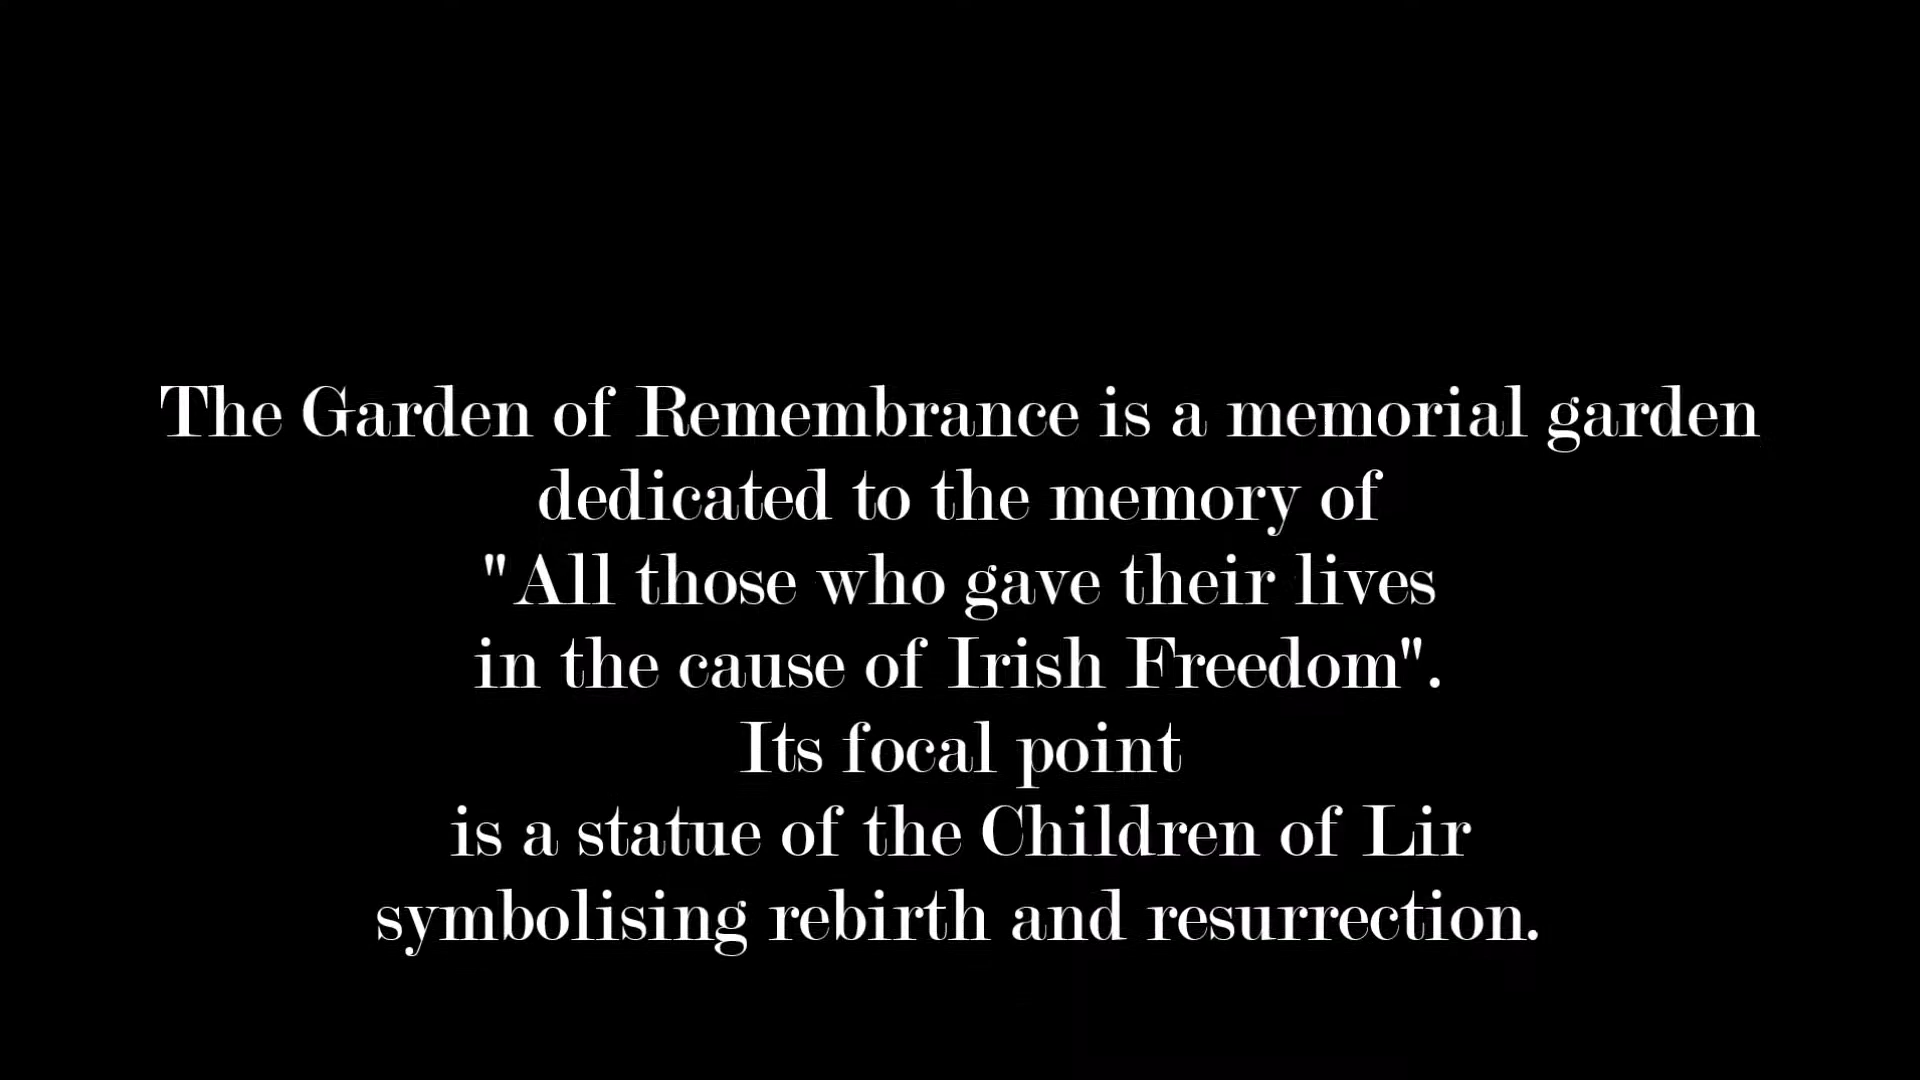 The Garden of Remembrance is a memorial garden
dedicated to the memory of
"All those who gave their lives
in the cause of Irish Freedom".
Its focal point
is a statue of the Children of Lir
symbolising rebirth and resurrection.